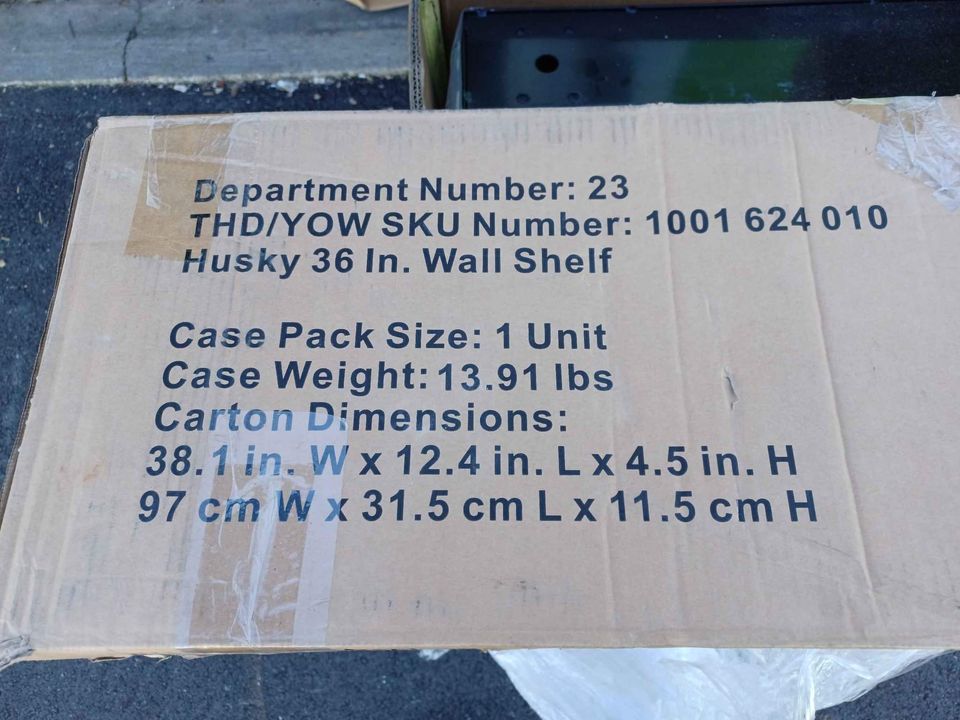 Department Number: 23
THD/YOW SKU Number: 1001 624 010
Husky 36 In. Wall Shelf
Case Pack Size: 1 Unit
Case Weight: 13.91 lbs
Carton Dimensions:
38.1 in. W x 12.4 in. L x 4.5 in. H
97 cm W x 31.5 cm L x 11.5 cm H